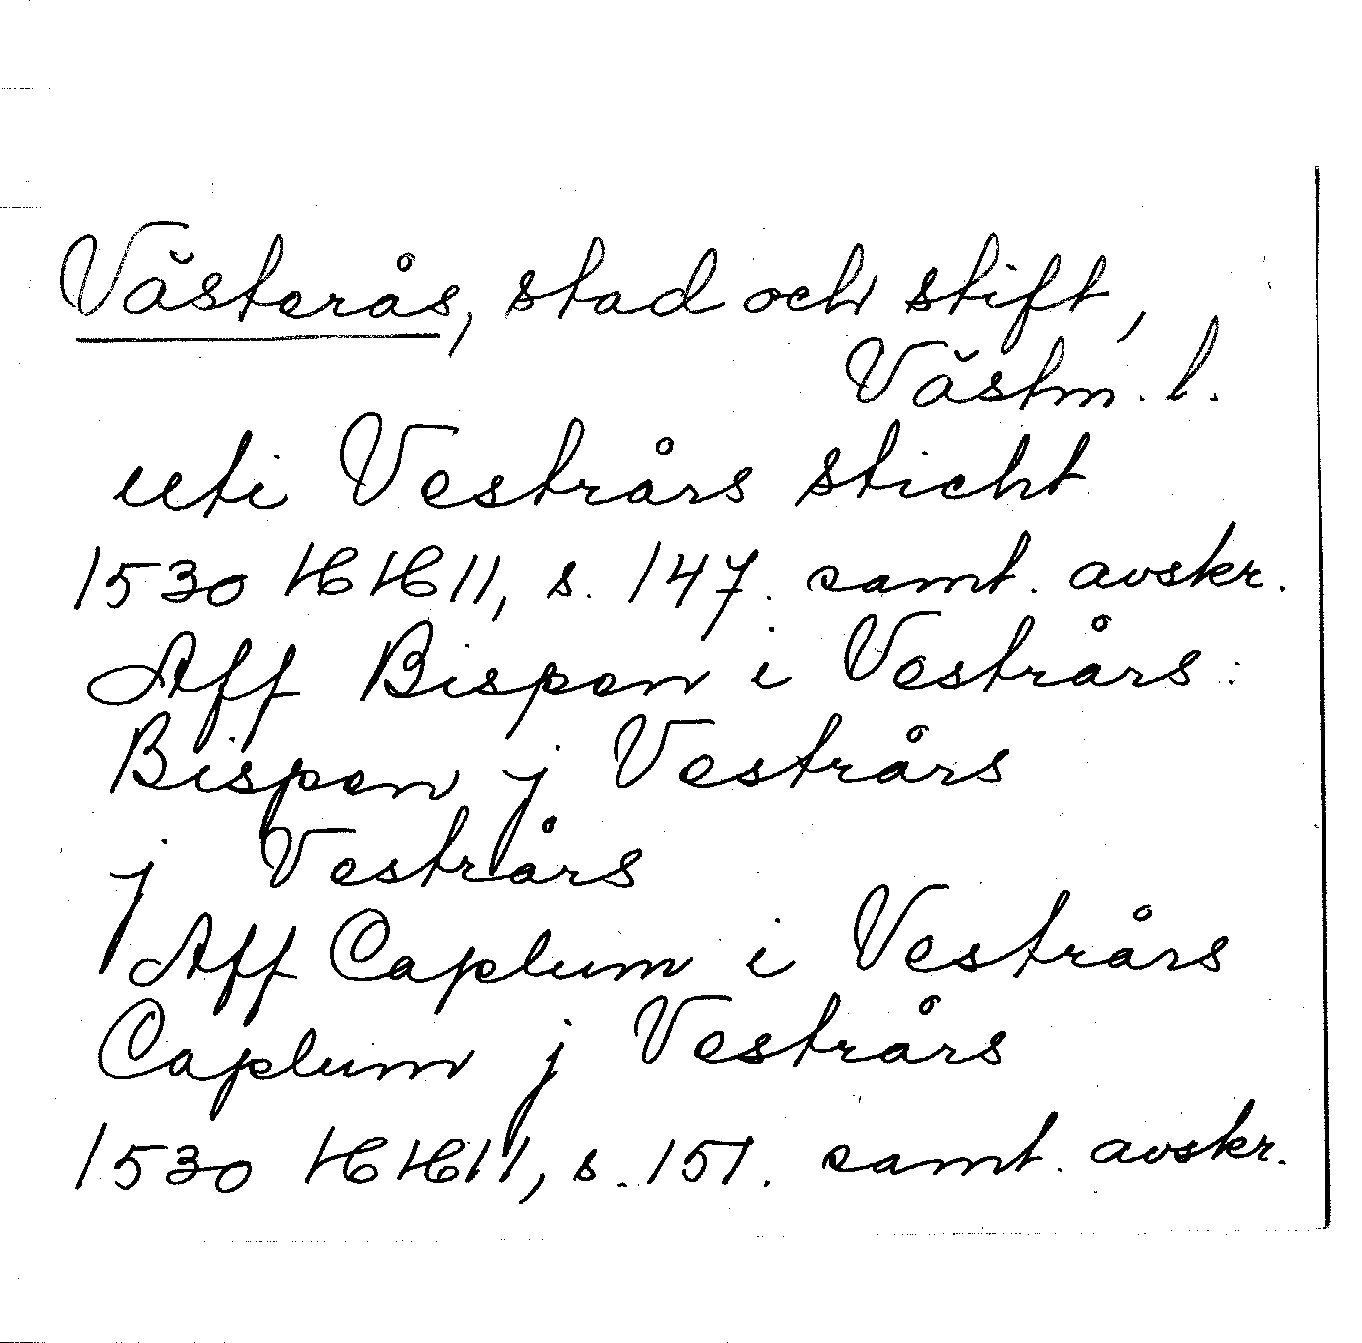 Västerås, stad och stift,
Västm. l.
uti Vestrårs sticht
1530 HH 11, s. 147. samt. avskr.
Aff Bispen i Vestrårs:
Bispen j Vestrårs
j Vestrårs
Aff Caplum i Vestrårs
Caplum j Vestrårs
1530 HH 11, s. 151. samt. avskr.